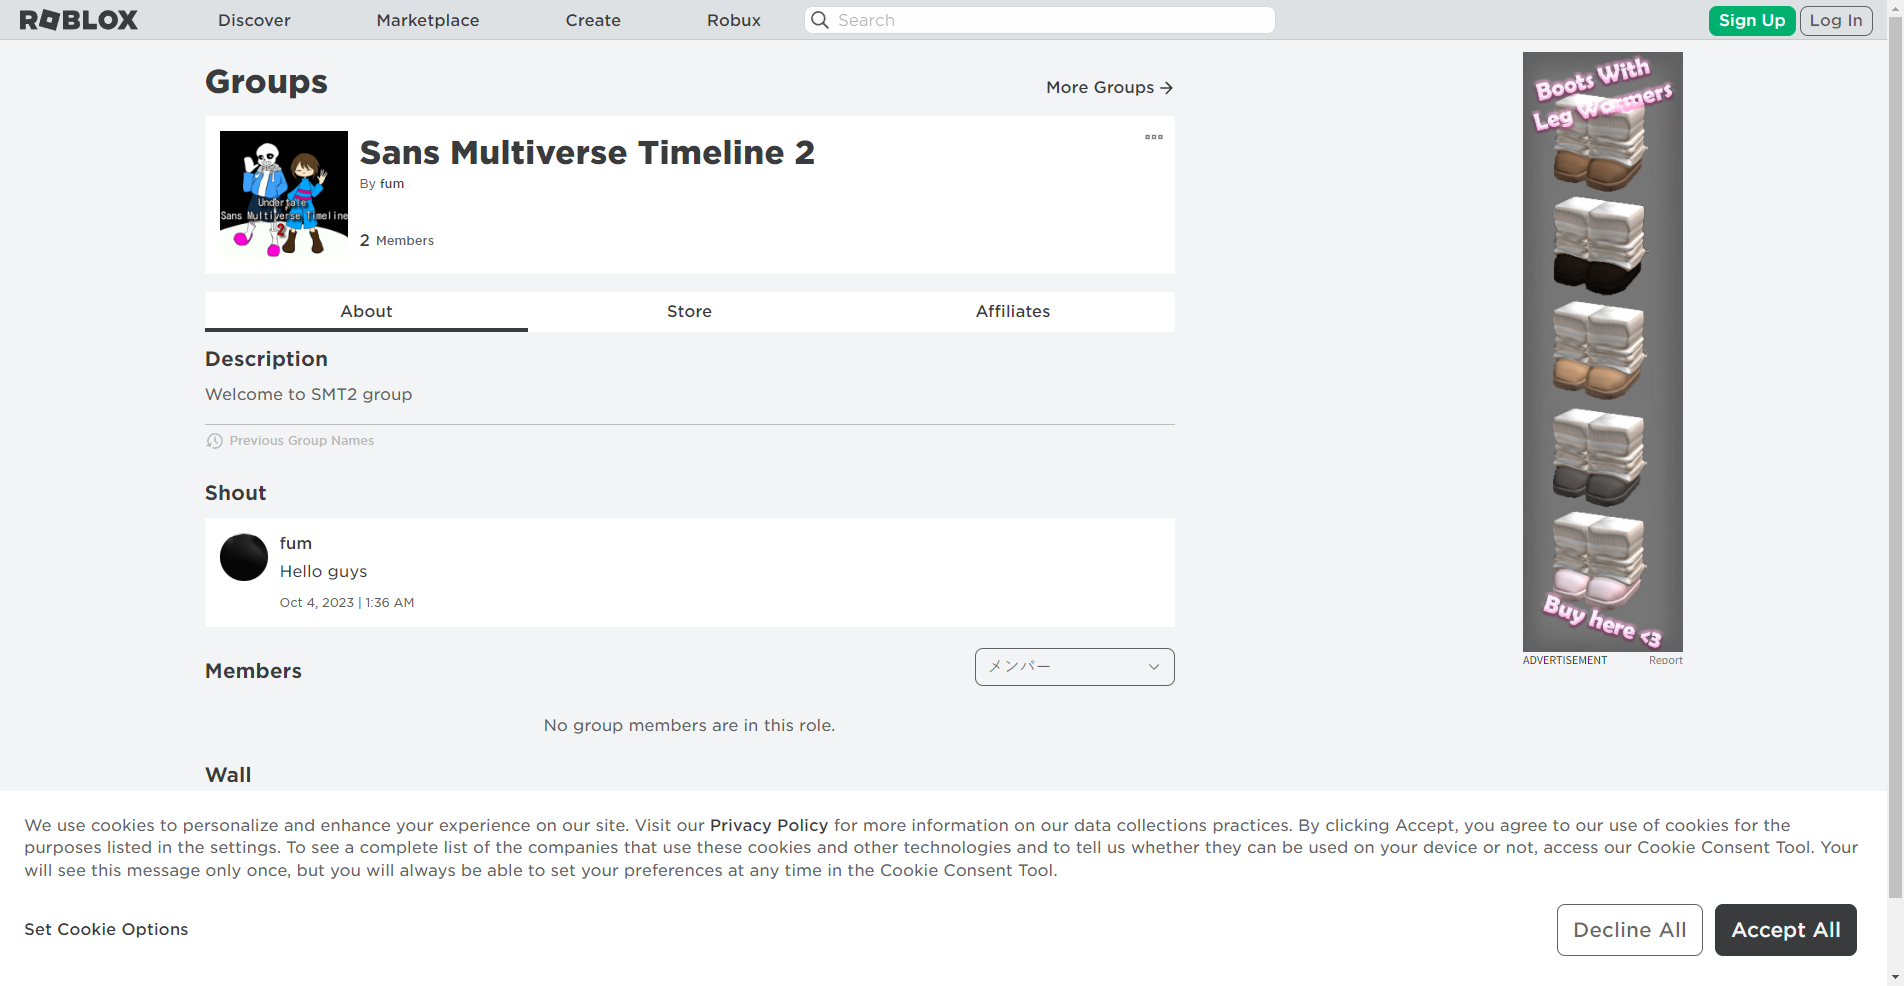 ROBLOX
Discover
Marketplace
Create
Robux
Search
Sign Up
Log In
Groups
More Groups
Sans Multiverse Timeline 2
By fum
2 Members
Undertale
Sans Multiverse Timeline
2
About
Store
Affiliates
Description
Welcome to SMT2 group
Previous Group Names
Shout
fum
Hello guys
Oct 4, 2023 | 1:36 AM
Members
メンバー
No group members are in this role.
Wall
Boots With
Leg Warmers
Buy here <3
ADVERTISEMENT
Report
We use cookies to personalize and enhance your experience on our site. Visit our Privacy Policy for more information on our data collections practices. By clicking Accept, you agree to our use of cookies for the
purposes listed in the settings. To see a complete list of the companies that use these cookies and other technologies and to tell us whether they can be used on your device or not, access our Cookie Consent Tool. Your
will see this message only once, but you will always be able to set your preferences at any time in the Cookie Consent Tool.
Set Cookie Options
Decline All
Accept All